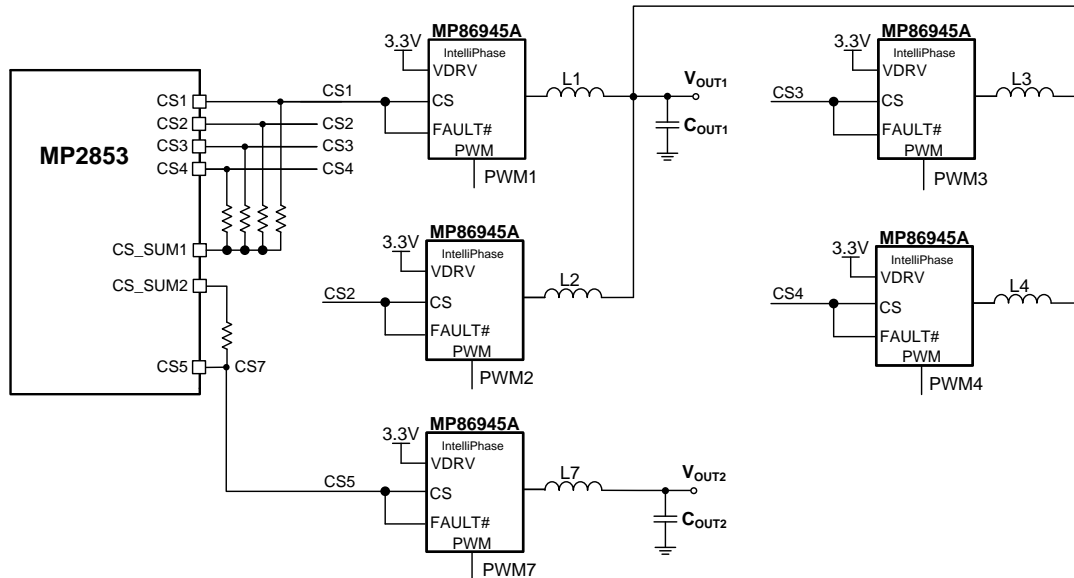 MP2853
CS1
CS2
CS3
CS4
CS_SUM1
CS_SUM2
CS5
CS7
CS1
CS2
CS3
CS4
MP86945A
3.3V
IntelliPhase
VDRV
CS
FAULT#
PWM
PWM1
L1
VOUT1
COUT1
MP86945A
3.3V
IntelliPhase
VDRV
CS3
CS
FAULT#
PWM
PWM3
L3
MP86945A
3.3V
IntelliPhase
VDRV
CS2
CS
FAULT#
PWM
PWM2
L2
MP86945A
3.3V
IntelliPhase
VDRV
CS4
CS
FAULT#
PWM
PWM4
L4
MP86945A
3.3V
IntelliPhase
VDRV
CS5
CS
FAULT#
PWM
PWM7
L7
VOUT2
COUT2